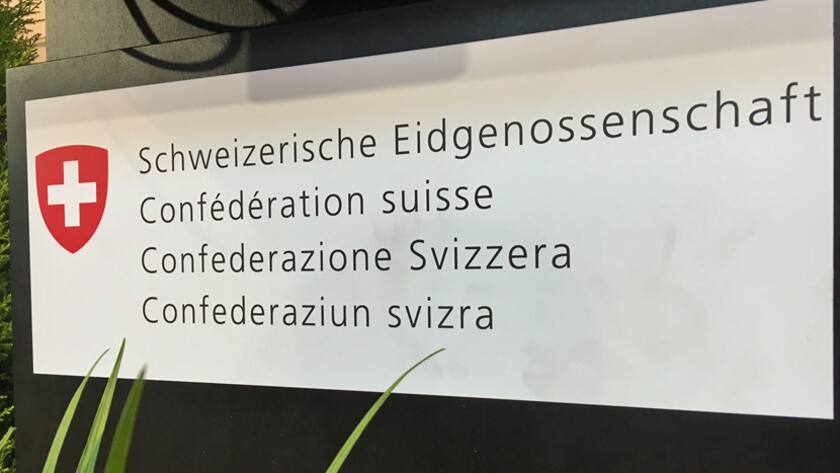 Schweizerische Eidgenossenschaft
Confédération suisse
Confederazione Svizzera
Confederaziun svizra